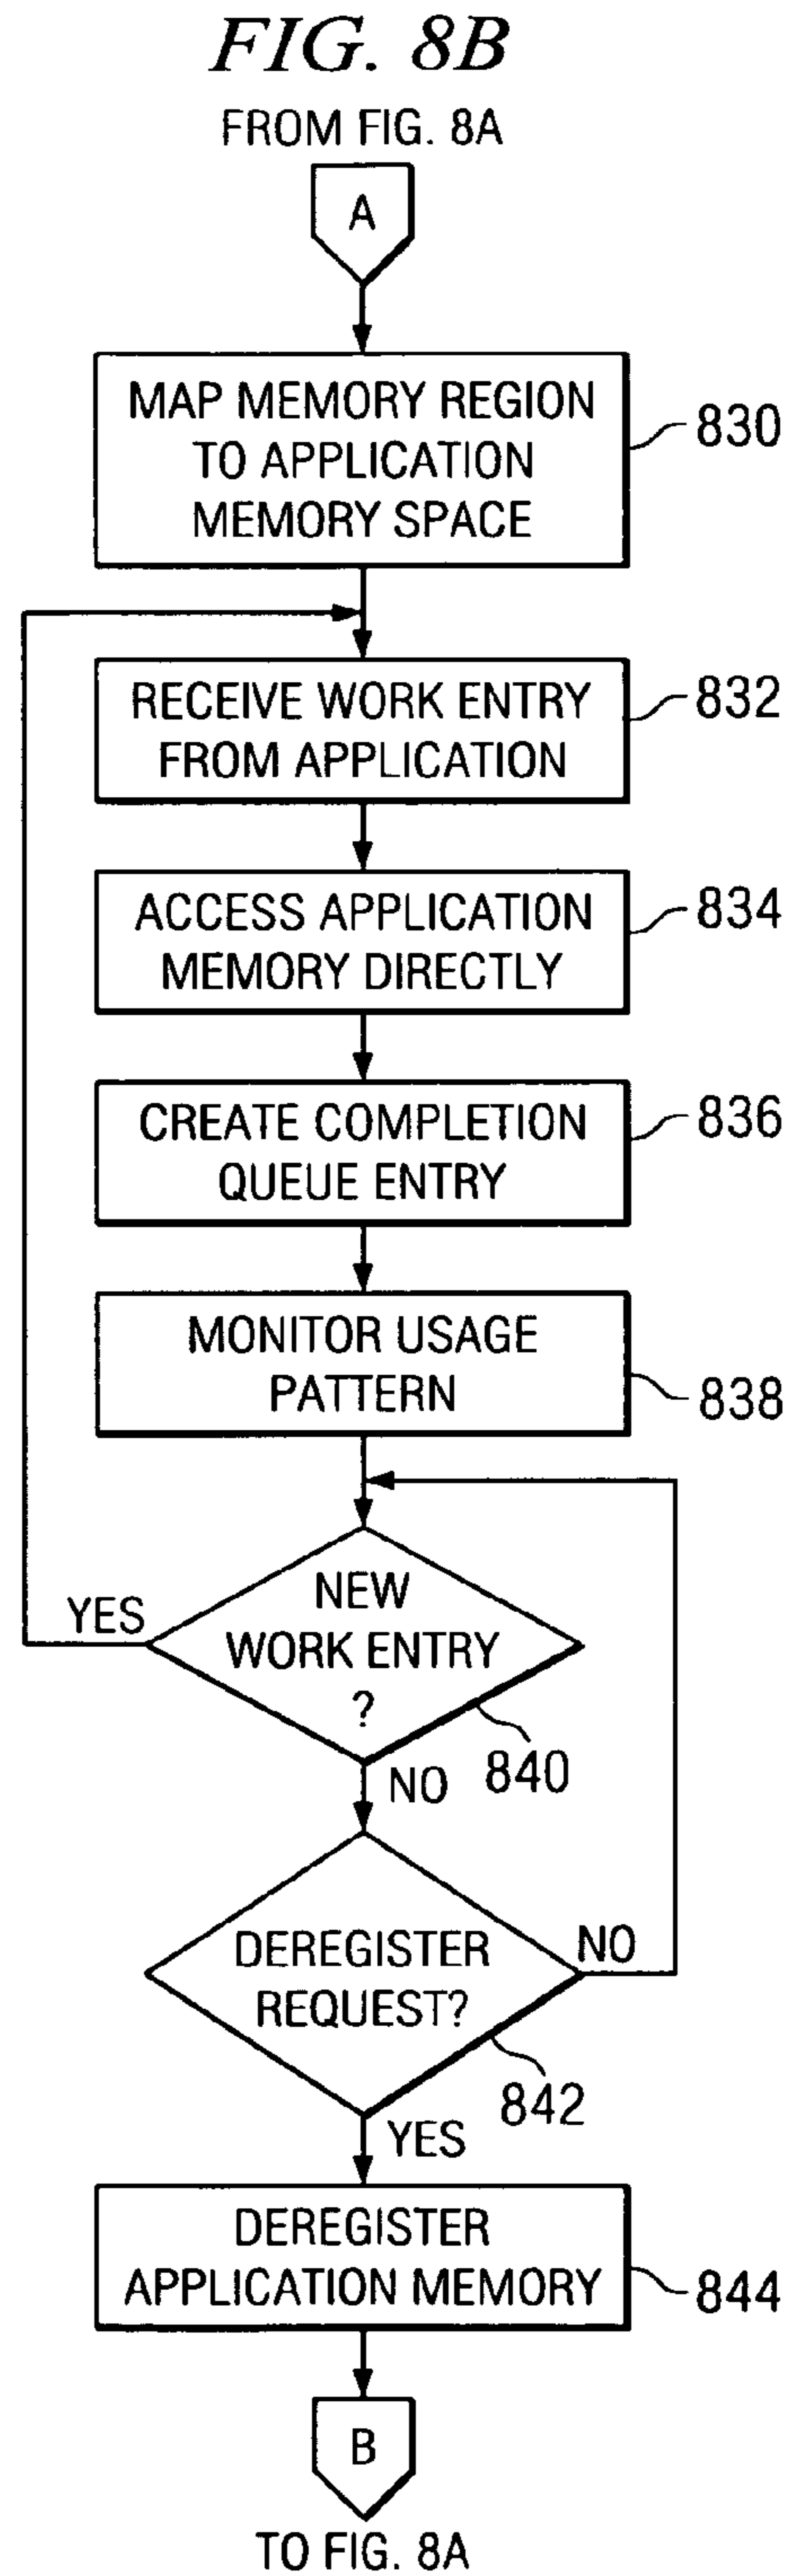 FIG. 8B
FROM FIG. 8A
A
MAP MEMORY REGION
TO APPLICATION
MEMORY SPACE
830
RECEIVE WORK ENTRY
FROM APPLICATION
832
ACCESS APPLICATION
MEMORY DIRECTLY
834
CREATE COMPLETION
QUEUE ENTRY
836
MONITOR USAGE
PATTERN
838
YES
NEW
WORK ENTRY
?
840
NO
DEREGISTER
REQUEST?
NO
842
YES
DEREGISTER
APPLICATION MEMORY
844
B
TO FIG. 8A